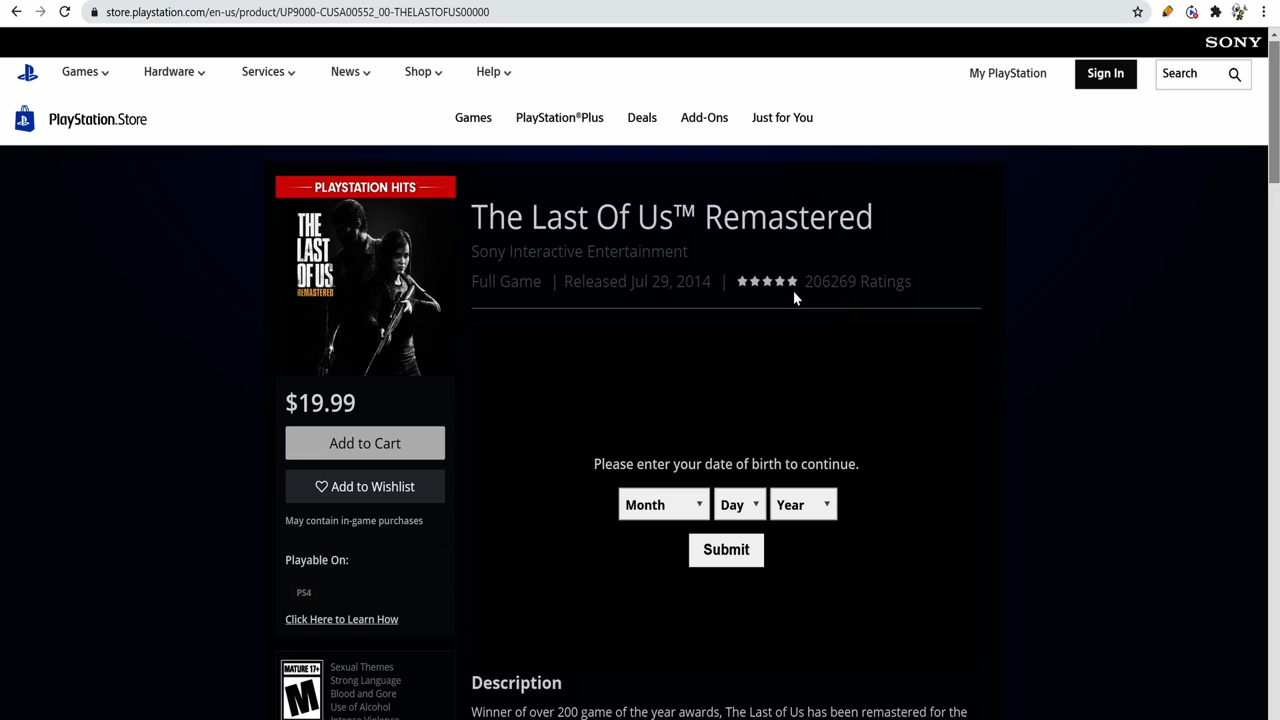 store.playstation.com/en-us/product/UP9000-CUSA00552_00-THELASTOFUS00000
SONY
Games Hardware Services News Shop Help My PlayStation Sign In Search
PlayStation.Store Games PlayStation®Plus Deals Add-Ons Just for You
PLAYSTATION HITS
THE
LAST
OF US
REMASTERED
The Last Of Us™ Remastered
Sony Interactive Entertainment
Full Game | Released Jul 29, 2014 | 206269 Ratings
$19.99
Add to Cart
Add to Wishlist
May contain in-game purchases
Playable On:
PS4
Click Here to Learn How
Please enter your date of birth to continue.
Month Day Year
Submit
MATURE 17+
M
Sexual Themes
Strong Language
Blood and Gore
Use of Alcohol
Intense Violence
Description
Winner of over 200 game of the year awards, The Last of Us has been remastered for the